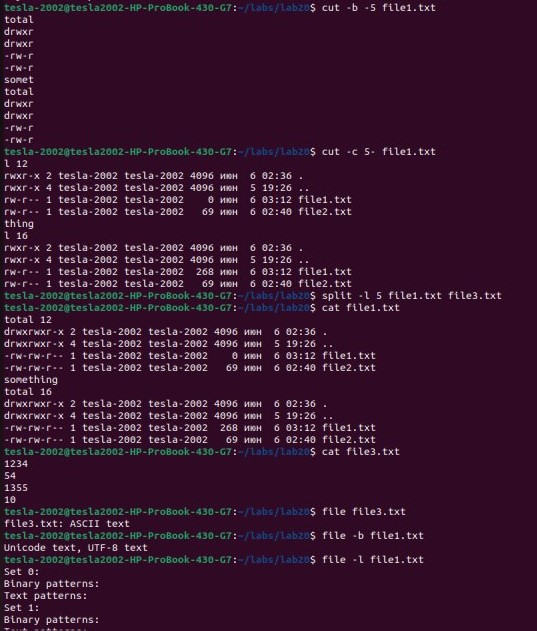 tesla-2002@tesla2002-HP-ProBook-430-G7:~/labs/lab20$ cut -b -5 file1.txt
total
drwxr
drwxr
-rw-r
-rw-r
somet
total
drwxr
drwxr
-rw-r
-rw-r
tesla-2002@tesla2002-HP-ProBook-430-G7:~/labs/lab20$ cut -c 5- file1.txt
l 12
rwxr-x 2 tesla-2002 tesla-2002 4096 июн  6 02:36 .
rwxr-x 4 tesla-2002 tesla-2002 4096 июн  5 19:26 ..
rw-r-- 1 tesla-2002 tesla-2002    0 июн  6 03:12 file1.txt
rw-r-- 1 tesla-2002 tesla-2002   69 июн  6 02:40 file2.txt
thing
l 16
rwxr-x 2 tesla-2002 tesla-2002 4096 июн  6 02:36 .
rwxr-x 4 tesla-2002 tesla-2002 4096 июн  5 19:26 ..
rw-r-- 1 tesla-2002 tesla-2002  268 июн  6 03:12 file1.txt
rw-r-- 1 tesla-2002 tesla-2002   69 июн  6 02:40 file2.txt
tesla-2002@tesla2002-HP-ProBook-430-G7:~/labs/lab20$ split -l 5 file1.txt file3.txt
tesla-2002@tesla2002-HP-ProBook-430-G7:~/labs/lab20$ cat file1.txt
total 12
drwxrwxr-x 2 tesla-2002 tesla-2002 4096 июн  6 02:36 .
drwxrwxr-x 4 tesla-2002 tesla-2002 4096 июн  5 19:26 ..
-rw-rw-r-- 1 tesla-2002 tesla-2002    0 июн  6 03:12 file1.txt
-rw-rw-r-- 1 tesla-2002 tesla-2002   69 июн  6 02:40 file2.txt
something
total 16
drwxrwxr-x 2 tesla-2002 tesla-2002 4096 июн  6 02:36 .
drwxrwxr-x 4 tesla-2002 tesla-2002 4096 июн  5 19:26 ..
-rw-rw-r-- 1 tesla-2002 tesla-2002  268 июн  6 03:12 file1.txt
-rw-rw-r-- 1 tesla-2002 tesla-2002   69 июн  6 02:40 file2.txt
tesla-2002@tesla2002-HP-ProBook-430-G7:~/labs/lab20$ cat file3.txt
1234
54
1355
10
tesla-2002@tesla2002-HP-ProBook-430-G7:~/labs/lab20$ file file3.txt
file3.txt: ASCII text
tesla-2002@tesla2002-HP-ProBook-430-G7:~/labs/lab20$ file -b file1.txt
Unicode text, UTF-8 text
tesla-2002@tesla2002-HP-ProBook-430-G7:~/labs/lab20$ file -l file1.txt
Set 0:
Binary patterns:
Text patterns:
Set 1:
Binary patterns: